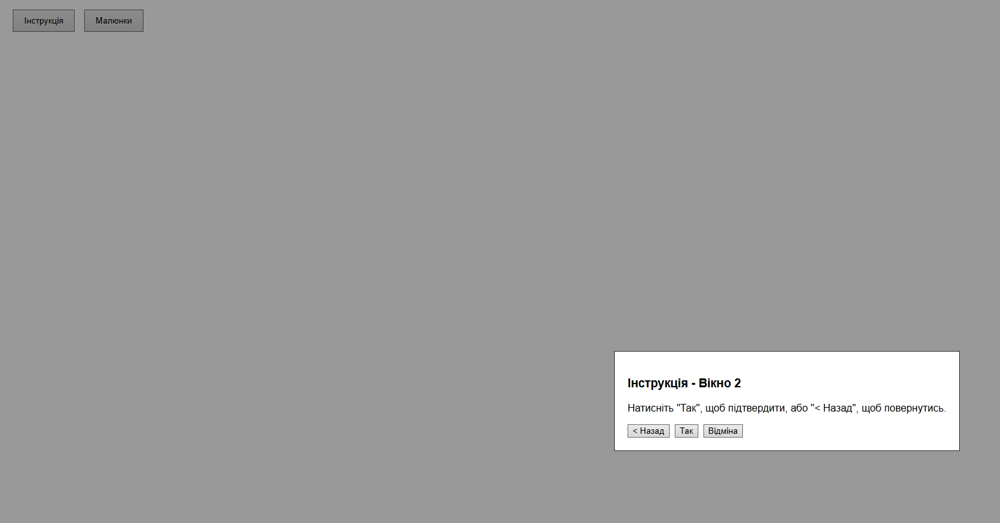 Інструкція Малюнки
Інструкція - Вікно 2
Натисніть "Так", щоб підтвердити, або "< Назад", щоб повернутись.
< Назад Так Відміна